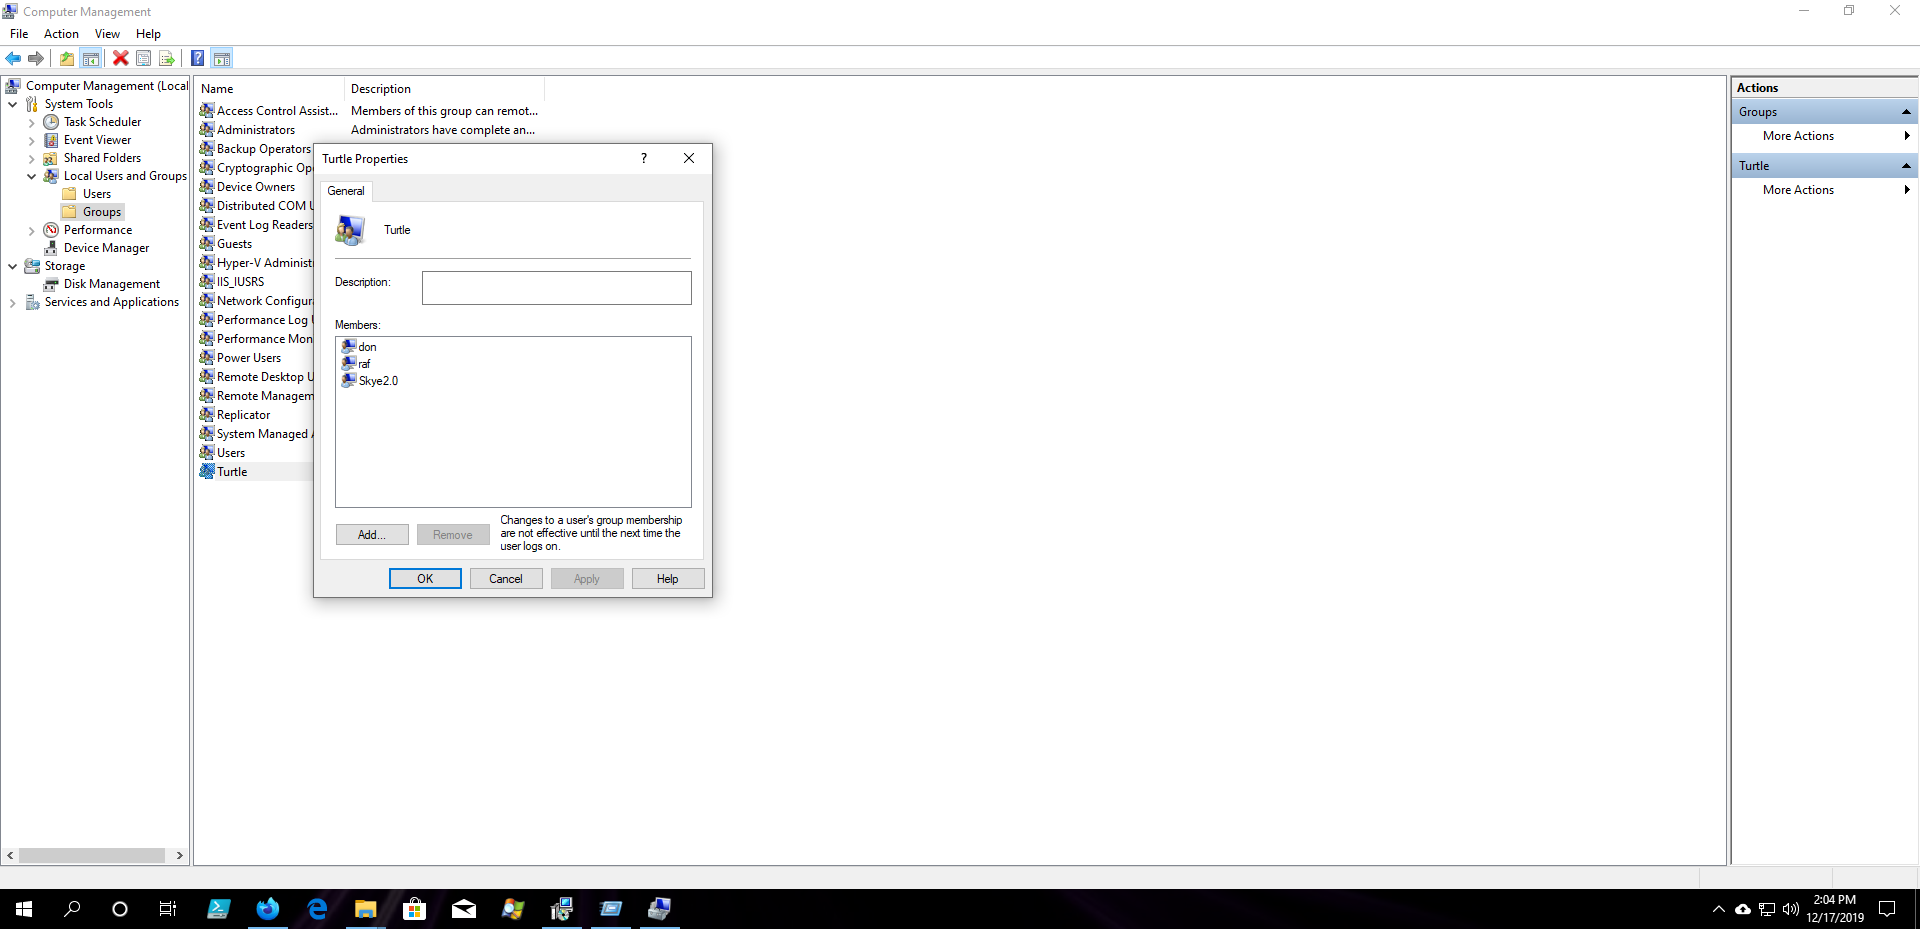 Computer Management
File Action View Help
Computer Management (Local
System Tools
Task Scheduler
Event Viewer
Shared Folders
Local Users and Groups
Users
Groups
Performance
Device Manager
Storage
Disk Management
Services and Applications
Name Description
Access Control Assist... Members of this group can remot...
Administrators Administrators have complete an...
Backup Operators
Cryptographic Op
Device Owners
Distributed COM U
Event Log Readers
Guests
Hyper-V Administ
IIS_IUSRS
Network Configura
Performance Log U
Performance Mon
Power Users
Remote Desktop U
Remote Managem
Replicator
System Managed A
Users
Turtle
Turtle Properties
?
General
Turtle
Description:
Members:
don
raf
Skye2.0
Add... Remove
Changes to a user's group membership
are not effective until the next time the
user logs on.
OK Cancel Apply Help
Actions
Groups
More Actions
Turtle
More Actions
2:04 PM
12/17/2019